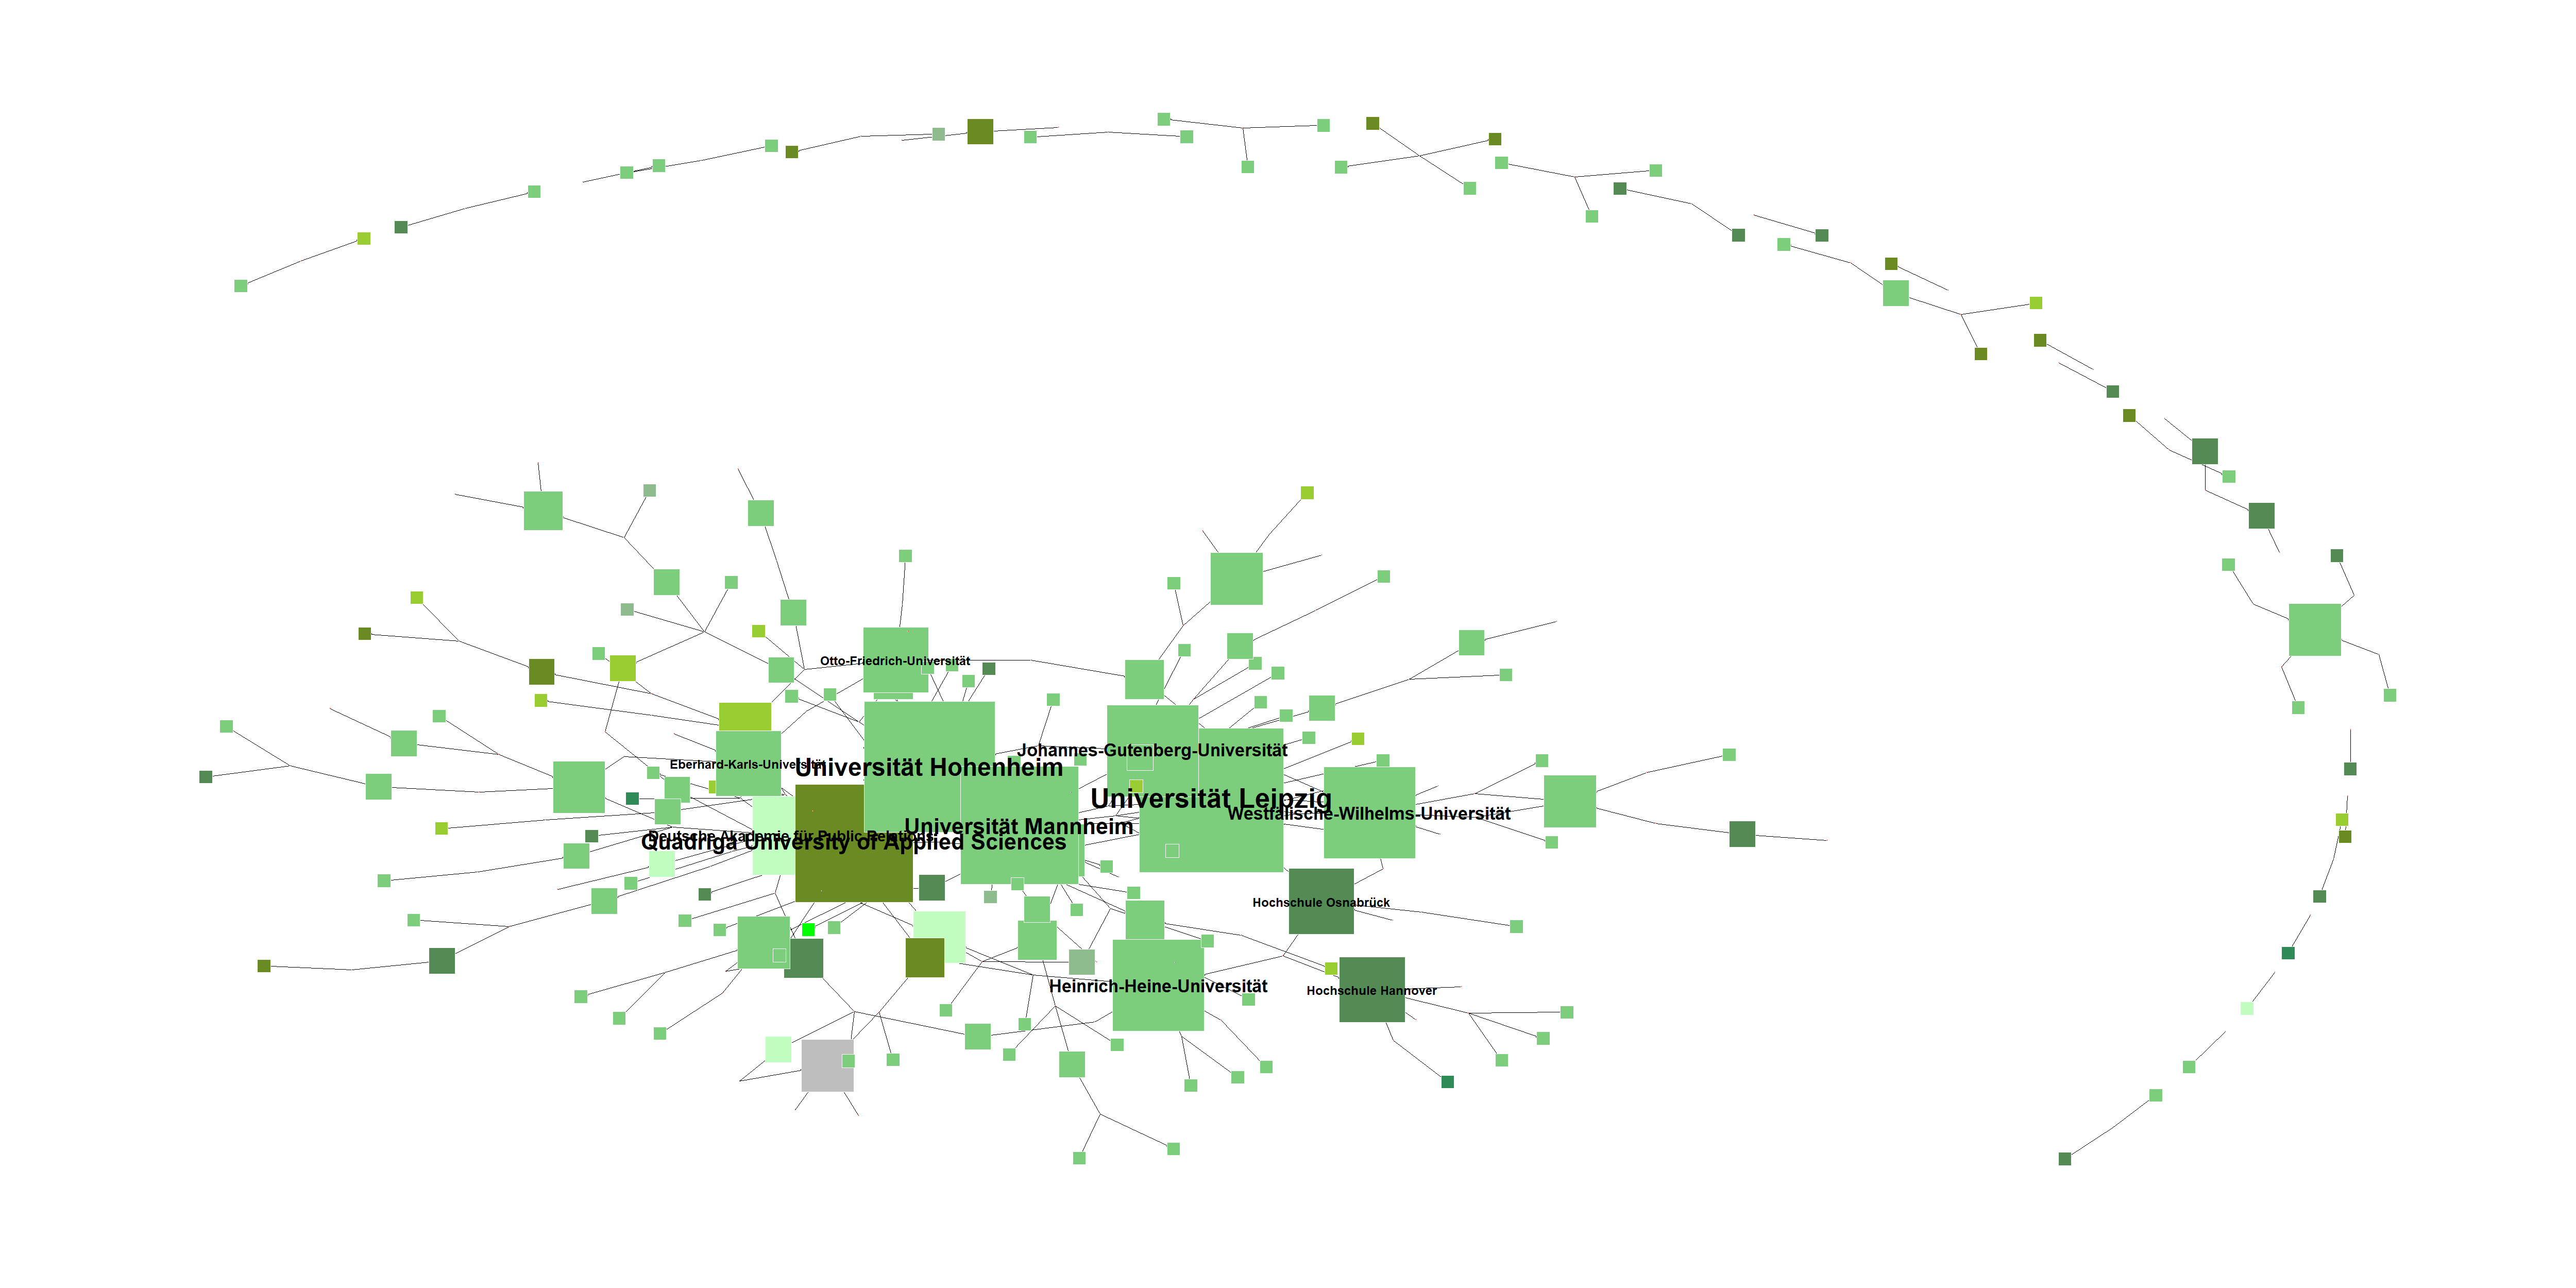 Otto-Friedrich-Universität
Johannes-Gutenberg-Universität
Eberhard-Karls-Universität
Universität Hohenheim
Universität Leipzig
Westfälische-Wilhelms-Universität
Universität Mannheim
Deutsche Akademie für Public Relations
Quadriga University of Applied Sciences
Hochschule Osnabrück
Heinrich-Heine-Universität
Hochschule Hannover